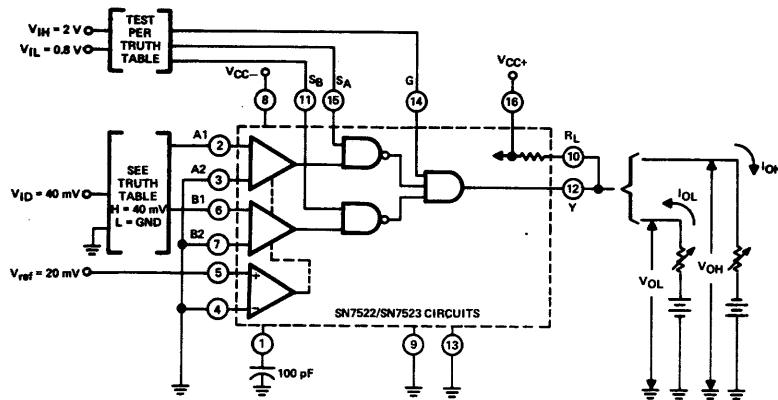 V_IH = 2 V
V_IL = 0.8 V
TEST
PER
TRUTH
TABLE
V_CC–
8
S_B
11
S_A
15
G
14
V_CC+
16
R_L
10
12
Y
A1
2
A2
3
B1
6
B2
7
5
4
SEE
TRUTH
TABLE
H = 40 mV
L = GND
V_ID = 40 mV
V_ref = 20 mV
+
–
SN7522/SN7523 CIRCUITS
1
100 pF
9
13
I_OH
I_OL
V_OL
V_OH